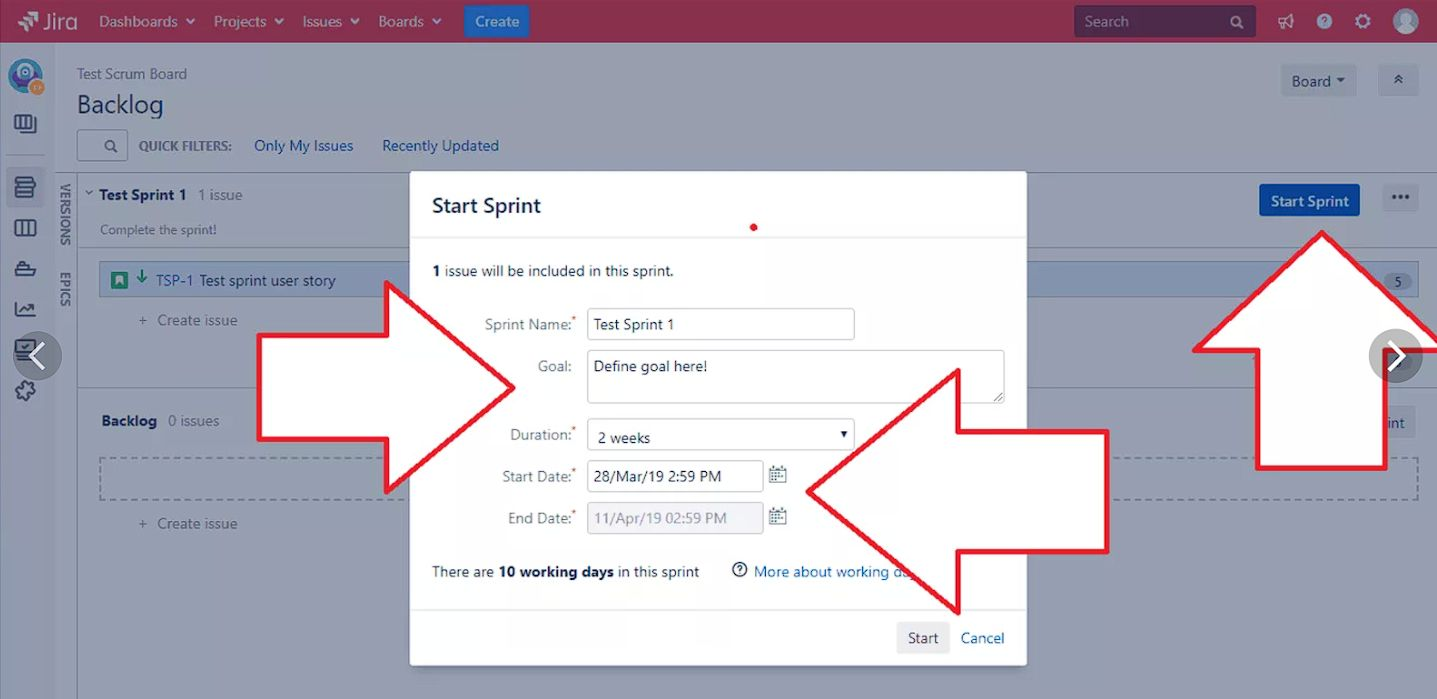 Jira Dashboards Projects Issues Boards Create Search
Test Scrum Board
Backlog
Board
QUICK FILTERS: Only My Issues Recently Updated
VERSIONS
EPICS
Test Sprint 1 1 issue
Start Sprint
Complete the sprint!
TSP-1 Test sprint user story
5
+ Create issue
Backlog 0 issues
+ Create issue
Start Sprint
1 issue will be included in this sprint.
Sprint Name:* Test Sprint 1
Goal: Define goal here!
Duration:* 2 weeks
Start Date:* 28/Mar/19 2:59 PM
End Date:* 11/Apr/19 02:59 PM
There are 10 working days in this sprint
More about working
Start Cancel